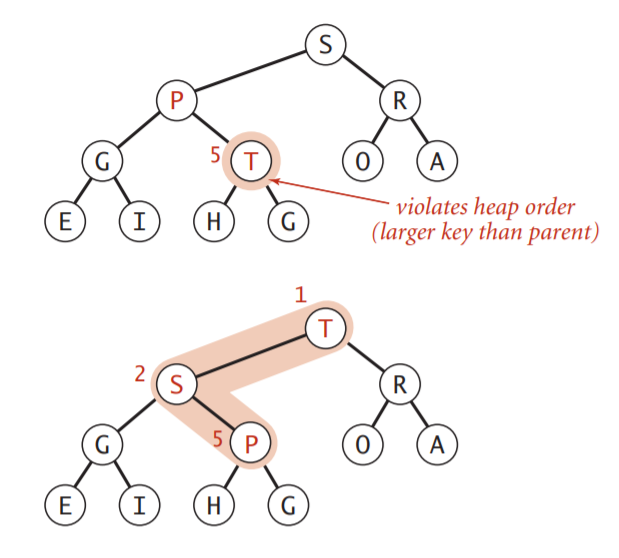 S
P
R
G
5 T
O
A
E
I
H
G
violates heap order
(larger key than parent)
1
T
2 S
R
G
5 P
O
A
E
I
H
G